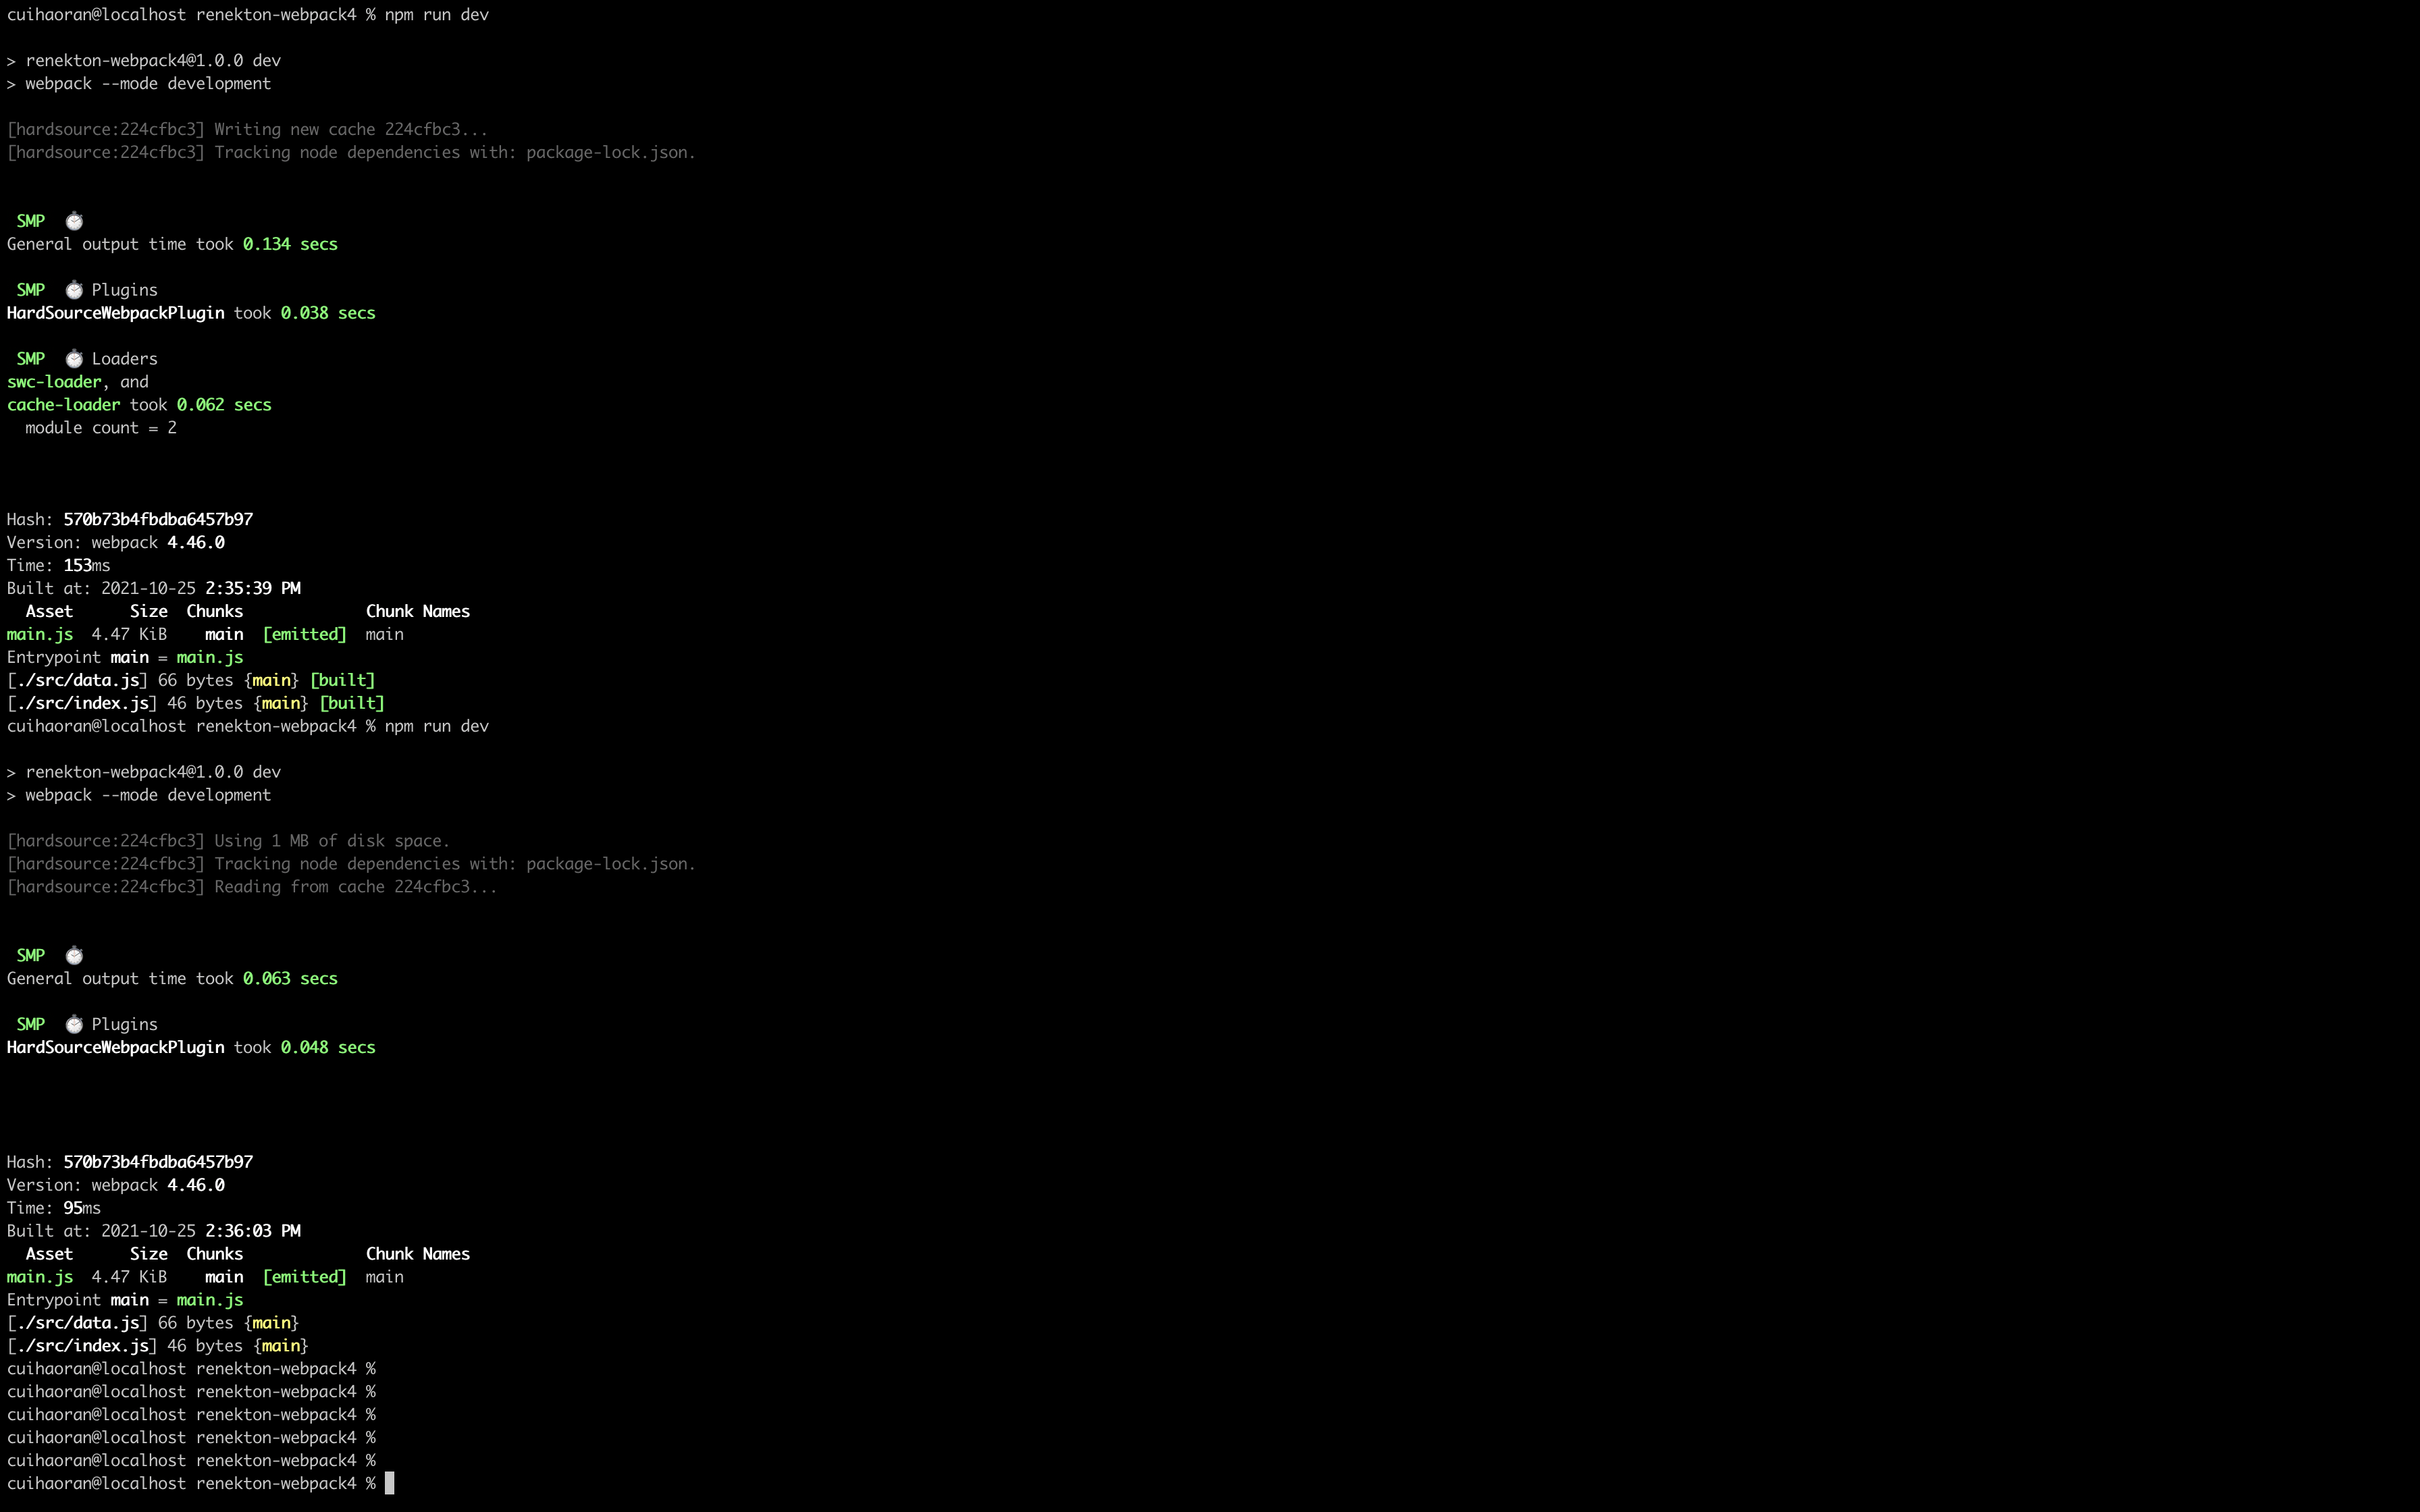 cuihaoran@localhost renekton-webpack4 % npm run dev
> renekton-webpack4@1.0.0 dev
> webpack --mode development
[hardsource:224cfbc3] Writing new cache 224cfbc3...
[hardsource:224cfbc3] Tracking node dependencies with: package-lock.json.
SMP ⏱
General output time took 0.134 secs
SMP ⏱ Plugins
HardSourceWebpackPlugin took 0.038 secs
SMP ⏱ Loaders
swc-loader, and
cache-loader took 0.062 secs
module count = 2
Hash: 570b73b4fbdba6457b97
Version: webpack 4.46.0
Time: 153ms
Built at: 2021-10-25 2:35:39 PM
Asset Size Chunks Chunk Names
main.js 4.47 KiB main [emitted] main
Entrypoint main = main.js
[./src/data.js] 66 bytes {main} [built]
[./src/index.js] 46 bytes {main} [built]
cuihaoran@localhost renekton-webpack4 % npm run dev
> renekton-webpack4@1.0.0 dev
> webpack --mode development
[hardsource:224cfbc3] Using 1 MB of disk space.
[hardsource:224cfbc3] Tracking node dependencies with: package-lock.json.
[hardsource:224cfbc3] Reading from cache 224cfbc3...
SMP ⏱
General output time took 0.063 secs
SMP ⏱ Plugins
HardSourceWebpackPlugin took 0.048 secs
Hash: 570b73b4fbdba6457b97
Version: webpack 4.46.0
Time: 95ms
Built at: 2021-10-25 2:36:03 PM
Asset Size Chunks Chunk Names
main.js 4.47 KiB main [emitted] main
Entrypoint main = main.js
[./src/data.js] 66 bytes {main}
[./src/index.js] 46 bytes {main}
cuihaoran@localhost renekton-webpack4 %
cuihaoran@localhost renekton-webpack4 %
cuihaoran@localhost renekton-webpack4 %
cuihaoran@localhost renekton-webpack4 %
cuihaoran@localhost renekton-webpack4 %
cuihaoran@localhost renekton-webpack4 %